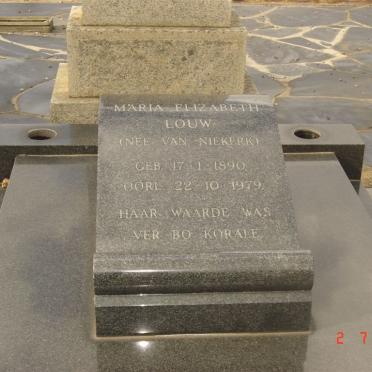 MARIA ELIZABETH
LOUW
(NEE VAN NIEKERK)
GEB. 17·1·1890
OORL. 22·10·1979
HAAR WAARDE WAS
VER BO KORALE
2 7